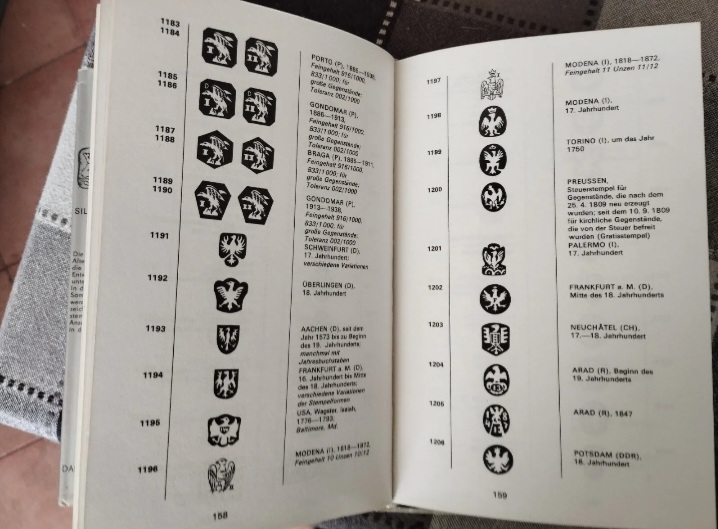 1183
1184
PORTO (P), 1886—1938,
Feingehalt 916/1000
833/1000; für
große Gegenstände:
Toleranz 002/1000
1185
1186
GONDOMAR (P),
1886—1913,
Feingehalt 916/1000;
833/1000; für
große Gegenstände:
Toleranz 002/1000
1187
1188
BRAGA (P), 1886—1911,
Feingehalt 916/1000,
833/1000; für
große Gegenstände:
Toleranz 002/1000
1189
1190
GONDOMAR (P),
1913—1938,
Feingehalt 916/1000,
833/1000; für
große Gegenstände:
Toleranz 002/1000
1191
SCHWEINFURT (D),
17. Jahrhundert;
verschiedene Variationen
1192
ÜBERLINGEN (D),
18. Jahrhundert
1193
AACHEN (D), seit dem
Jahr 1573 bis zu Beginn
des 19. Jahrhunderts;
manchmal mit
Jahresbuchstaben
1194
FRANKFURT a. M. (D),
16. Jahrhundert bis Mitte
des 18. Jahrhunderts;
verschiedene Variationen
der Stempelformen
1195
USA, Wagster, Isaiah,
1776—1793.
Baltimore, Md.
1196
MODENA (I), 1818—1872,
Feingehalt 10 Unzen 10/12
158
1197
MODENA (I), 1818—1872,
Feingehalt 11 Unzen 11/12
1198
MODENA (I),
17. Jahrhundert
1199
TORINO (I), um das Jahr
1750
1200
PREUSSEN,
Steuerstempel für
Gegenstände, die nach dem
25. 4. 1809 neu erzeugt
wurden; seit dem 10. 9. 1809
für kirchliche Gegenstände,
die von der Steuer befreit
wurden (Gratisstempel)
1201
PALERMO (I),
17. Jahrhundert
1202
FRANKFURT a. M. (D),
Mitte des 18. Jahrhunderts
1203
NEUCHÂTEL (CH),
17.—18. Jahrhundert
1204
ARAD (R), Beginn des
19. Jahrhunderts
1205
ARAD (R), 1847
1206
POTSDAM (DDR),
18. Jahrhundert
159